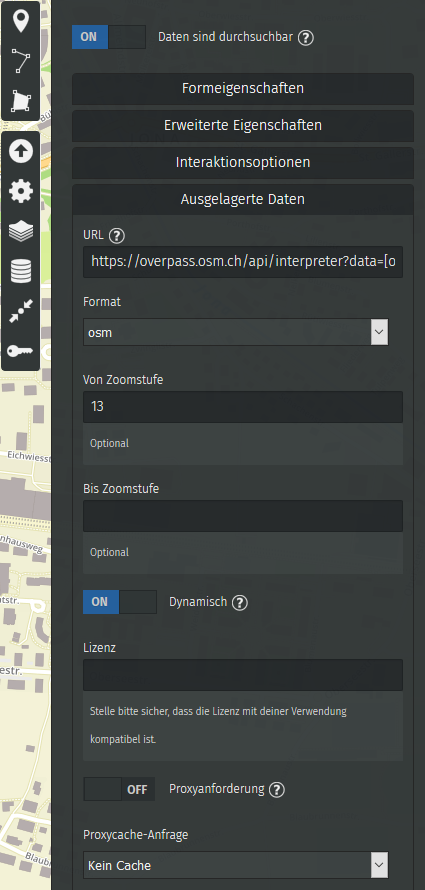 ON Daten sind durchsuchbar ?
Formeigenschaften
Erweiterte Eigenschaften
Interaktionsoptionen
Ausgelagerte Daten
URL ?
https://overpass.osm.ch/api/interpreter?data=[o
Format
osm
Von Zoomstufe
13
Optional
Bis Zoomstufe
Optional
ON Dynamisch ?
Lizenz
Stelle bitte sicher, dass die Lizenz mit deiner Verwendung
kompatibel ist.
OFF Proxyanforderung ?
Proxycache-Anfrage
Kein Cache
Eichwiesst
nhausweg
tstr.
estr.
Blaub